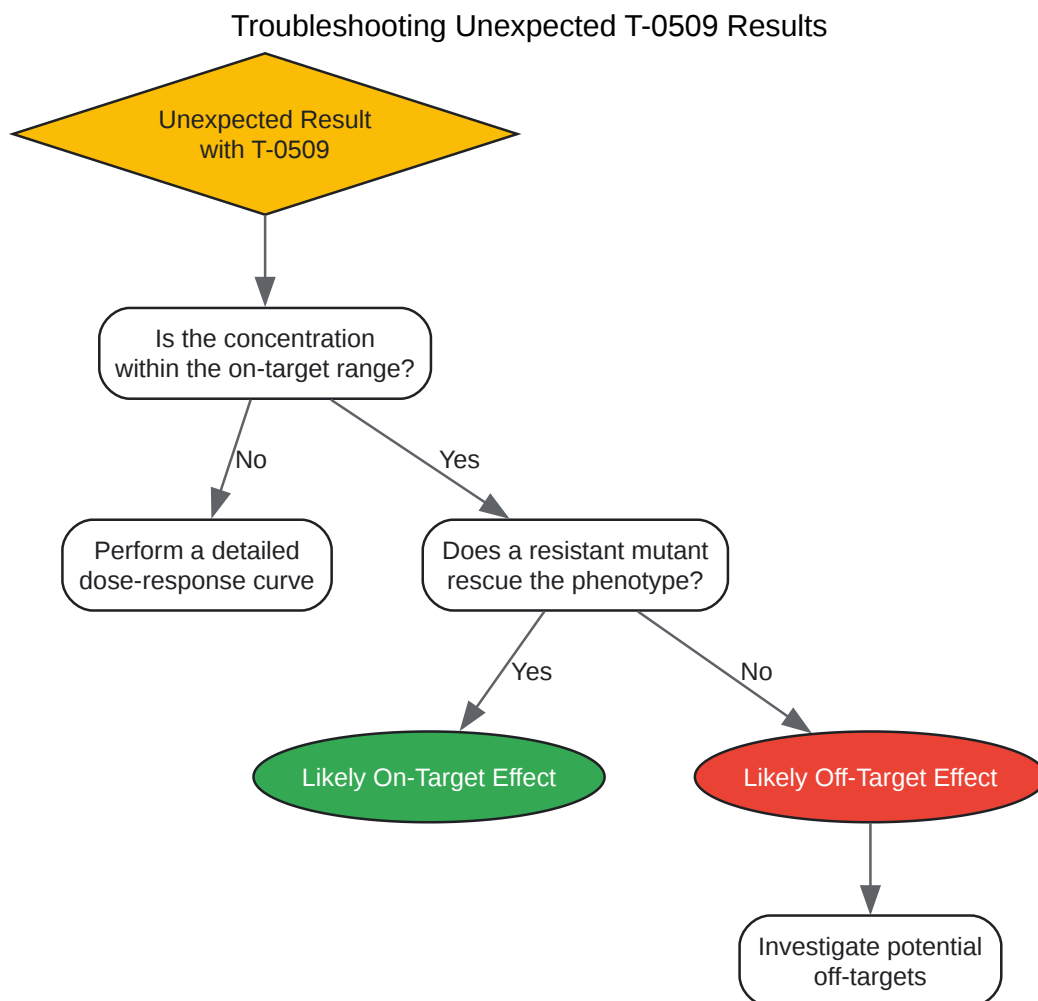 Troubleshooting Unexpected T-0509 Results
Unexpected Result
with T-0509
Is the concentration
within the on-target range?
No
Yes
Perform a detailed
dose-response curve
Does a resistant mutant
rescue the phenotype?
Yes
No
Likely On-Target Effect
Likely Off-Target Effect
Investigate potential
off-targets